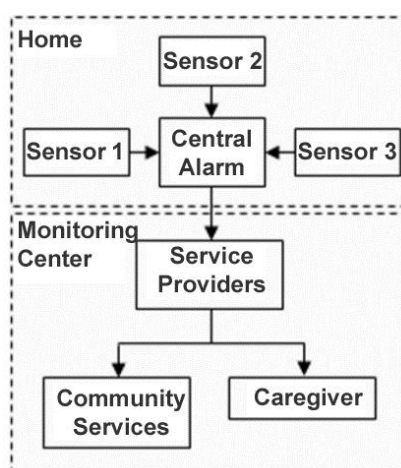 Home
Sensor 2
Sensor 1
Central
Alarm
Sensor 3
Monitoring
Center
Service
Providers
Community
Services
Caregiver